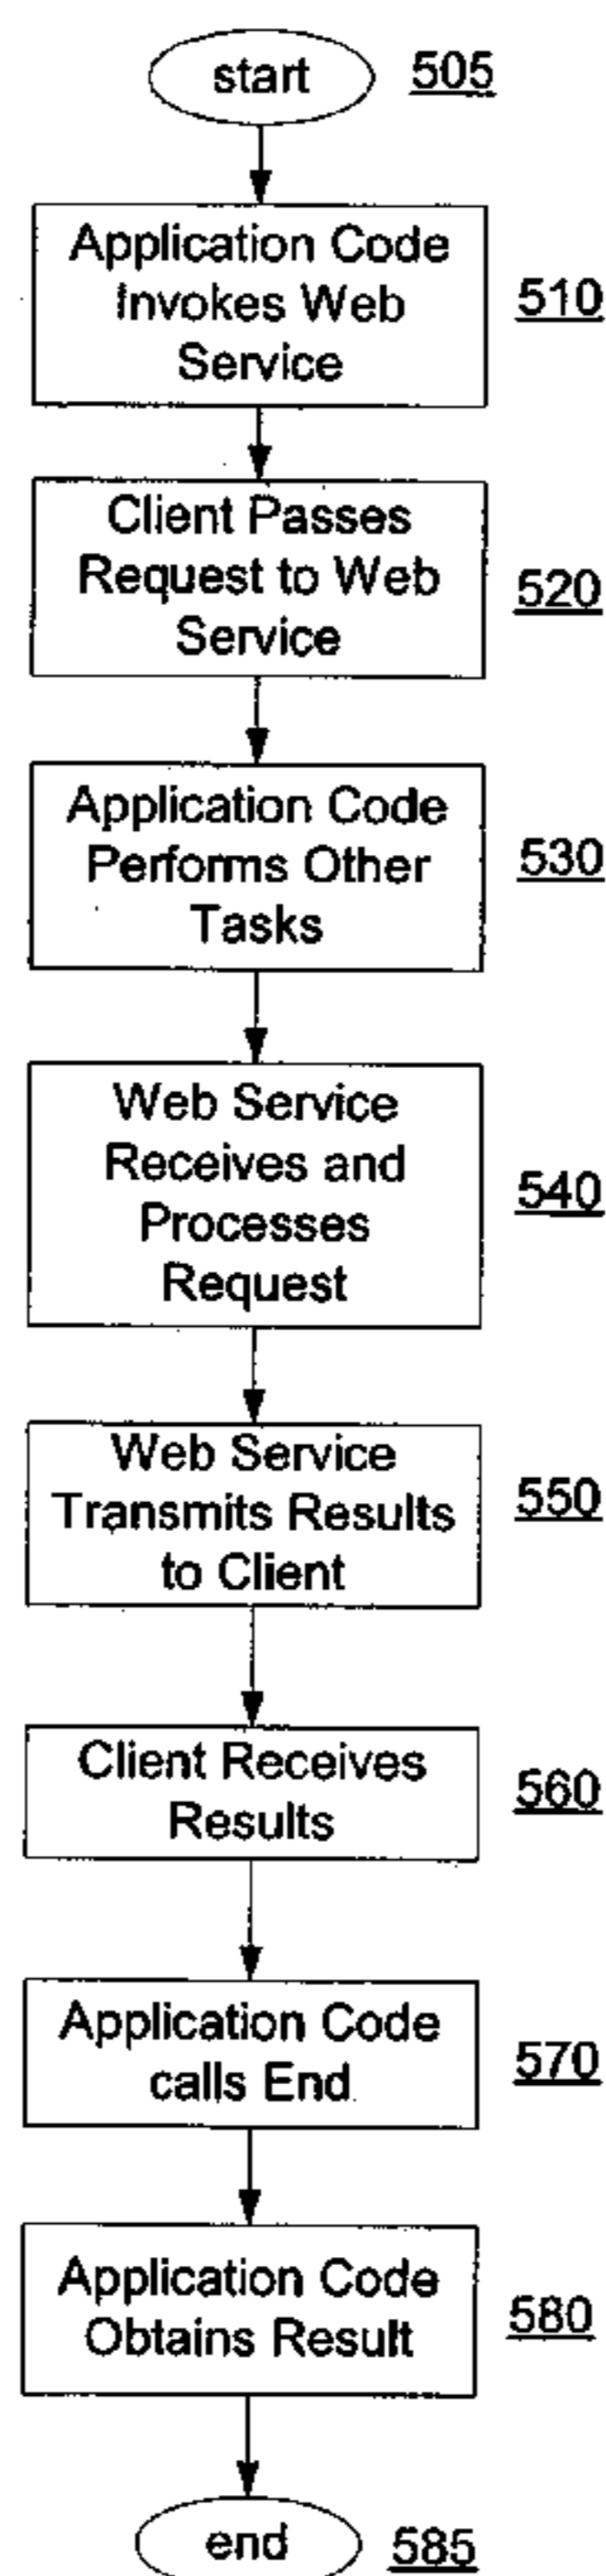 start
505
Application Code
Invokes Web
Service
510
Client Passes
Request to Web
Service
520
Application Code
Performs Other
Tasks
530
Web Service
Receives and
Processes
Request
540
Web Service
Transmits Results
to Client
550
Client Receives
Results
560
Application Code
calls End
570
Application Code
Obtains Result
580
end
585